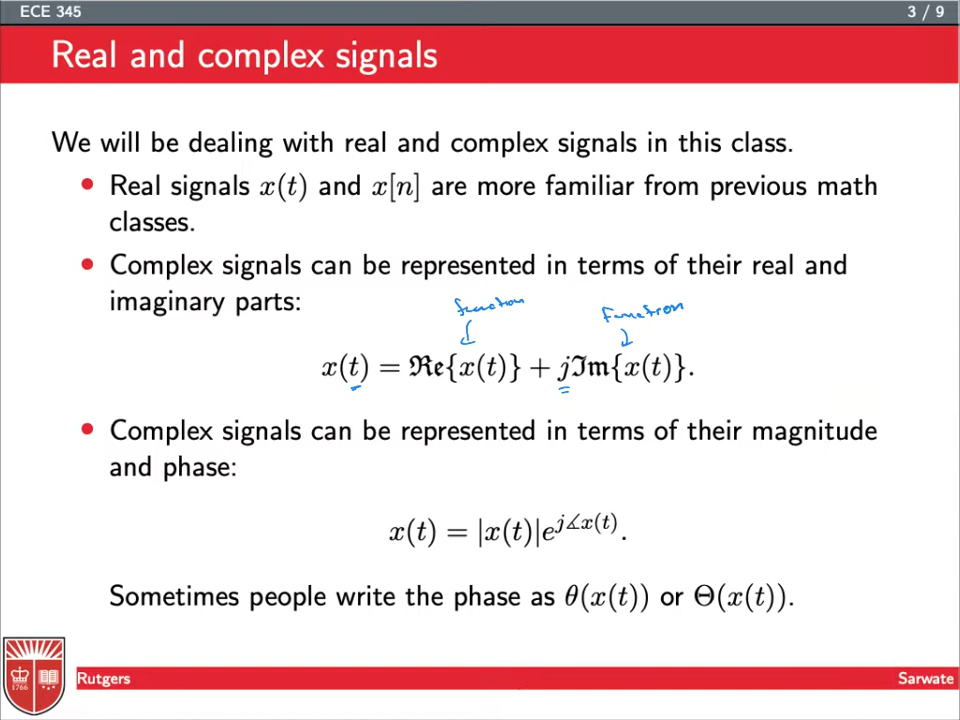 ECE 345
3 / 9
Real and complex signals
We will be dealing with real and complex signals in this class.
• Real signals x(t) and x[n] are more familiar from previous math
classes.
• Complex signals can be represented in terms of their real and
imaginary parts:
function Function
x(t) = ℜe{x(t)} + jℑm{x(t)}.
• Complex signals can be represented in terms of their magnitude
and phase:
x(t) = |x(t)|e^{j∡x(t)}.
Sometimes people write the phase as θ(x(t)) or Θ(x(t)).
1766
Rutgers
Sarwate